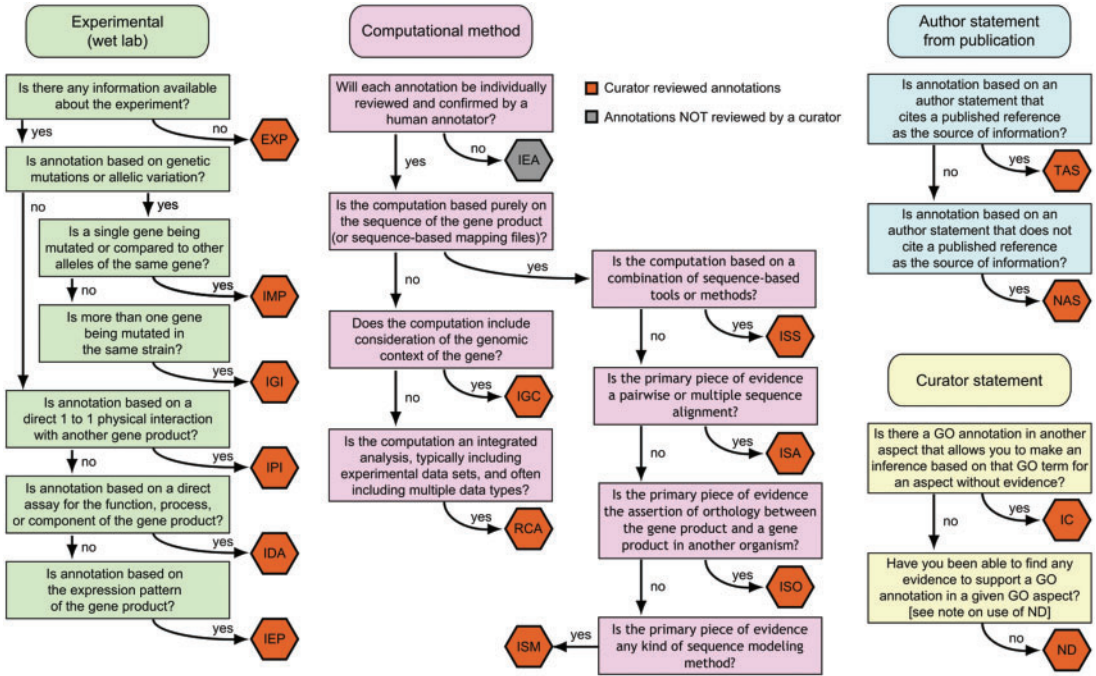 Experimental
(wet lab)
Is there any information available
about the experiment?
yes
no
EXP
Is annotation based on genetic
mutations or allelic variation?
no
yes
Is a single gene being
mutated or compared to other
alleles of the same gene?
no
yes
IMP
Is more than one gene
being mutated in
the same strain?
yes
IGI
Is annotation based on a
direct 1 to 1 physical interaction
with another gene product?
no
yes
IPI
Is annotation based on a direct
assay for the function, process,
or component of the gene product?
no
yes
IDA
Is annotation based on
the expression pattern
of the gene product?
yes
IEP
Computational method
Will each annotation be individually
reviewed and confirmed by a
human annotator?
yes
no
IEA
Is the computation based purely on
the sequence of the gene product
(or sequence-based mapping files)?
no
yes
Does the computation include
consideration of the genomic
context of the gene?
no
yes
IGC
Is the computation an integrated
analysis, typically including
experimental data sets, and often
including multiple data types?
yes
RCA
Curator reviewed annotations
Annotations NOT reviewed by a curator
Is the computation based on a
combination of sequence-based
tools or methods?
no
yes
ISS
Is the primary piece of evidence
a pairwise or multiple sequence
alignment?
no
yes
ISA
Is the primary piece of evidence
the assertion of orthology between
the gene product and a gene
product in another organism?
no
yes
ISO
Is the primary piece of evidence
any kind of sequence modeling
method?
yes
ISM
Author statement
from publication
Is annotation based on an
author statement that
cites a published reference
as the source of information?
no
yes
TAS
Is annotation based on an
author statement that does not
cite a published reference
as the source of information?
yes
NAS
Curator statement
Is there a GO annotation in another
aspect that allows you to make an
inference based on that GO term for
an aspect without evidence?
no
yes
IC
Have you been able to find any
evidence to support a GO
annotation in a given GO aspect?
[see note on use of ND]
no
ND